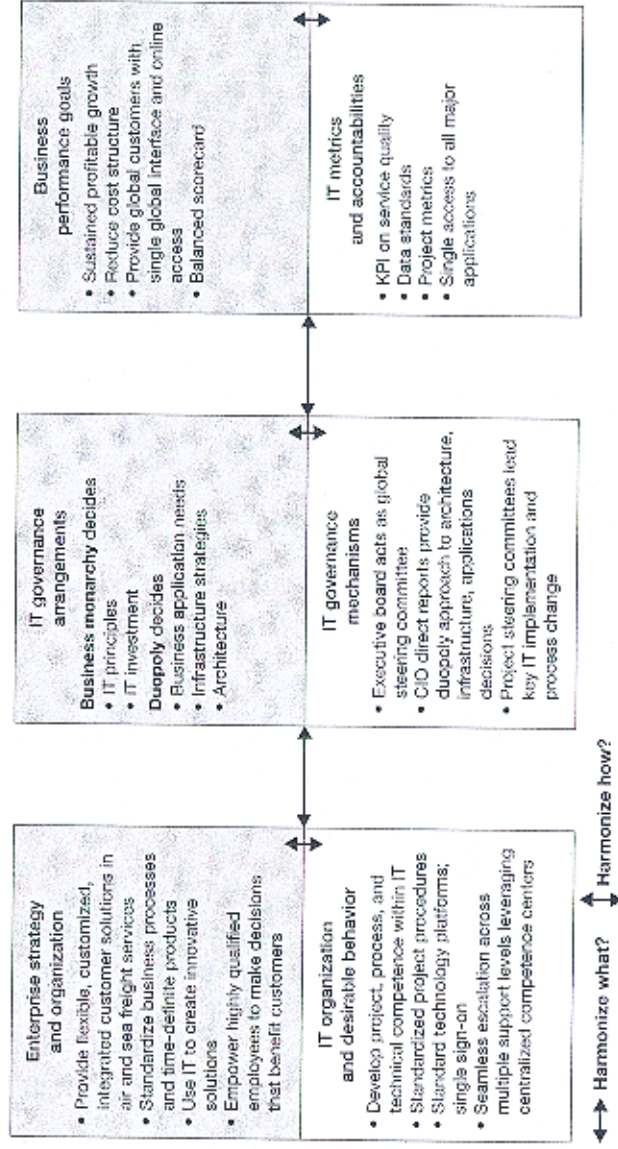 Enterprise strategy
and organization
• Provide flexible, customized,
integrated customer solutions in
air and sea freight services
• Standardize business processes
and time-definite products
• Use IT to create innovative
solutions
• Empower highly qualified
employees to make decisions
that benefit customers
IT organization
and desirable behavior
• Develop project, process, and
technical competence within IT
• Standardized project procedures
• Standard technology platforms;
single sign-on
• Seamless escalation across
multiple support levels leveraging
centralized competence centers
IT governance
arrangements
Business monarchy decides
• IT principles
• IT investment
Duopoly decides
• Business application needs
• Infrastructure strategies
• Architecture
IT governance
mechanisms
• Executive board acts as global
steering committee
• CIO direct reports provide
duopoly approach to architecture,
infrastructure, applications
decisions
• Project steering committees lead
key IT implementation and
process change
Business
performance goals
• Sustained profitable growth
• Reduce cost structure
• Provide global customers with
single global interface and online
access
• Balanced scorecard
IT metrics
and accountabilities
• KPI on service quality
• Data standards
• Project metrics
• Single access to all major
applications
Harmonize what?
Harmonize how?